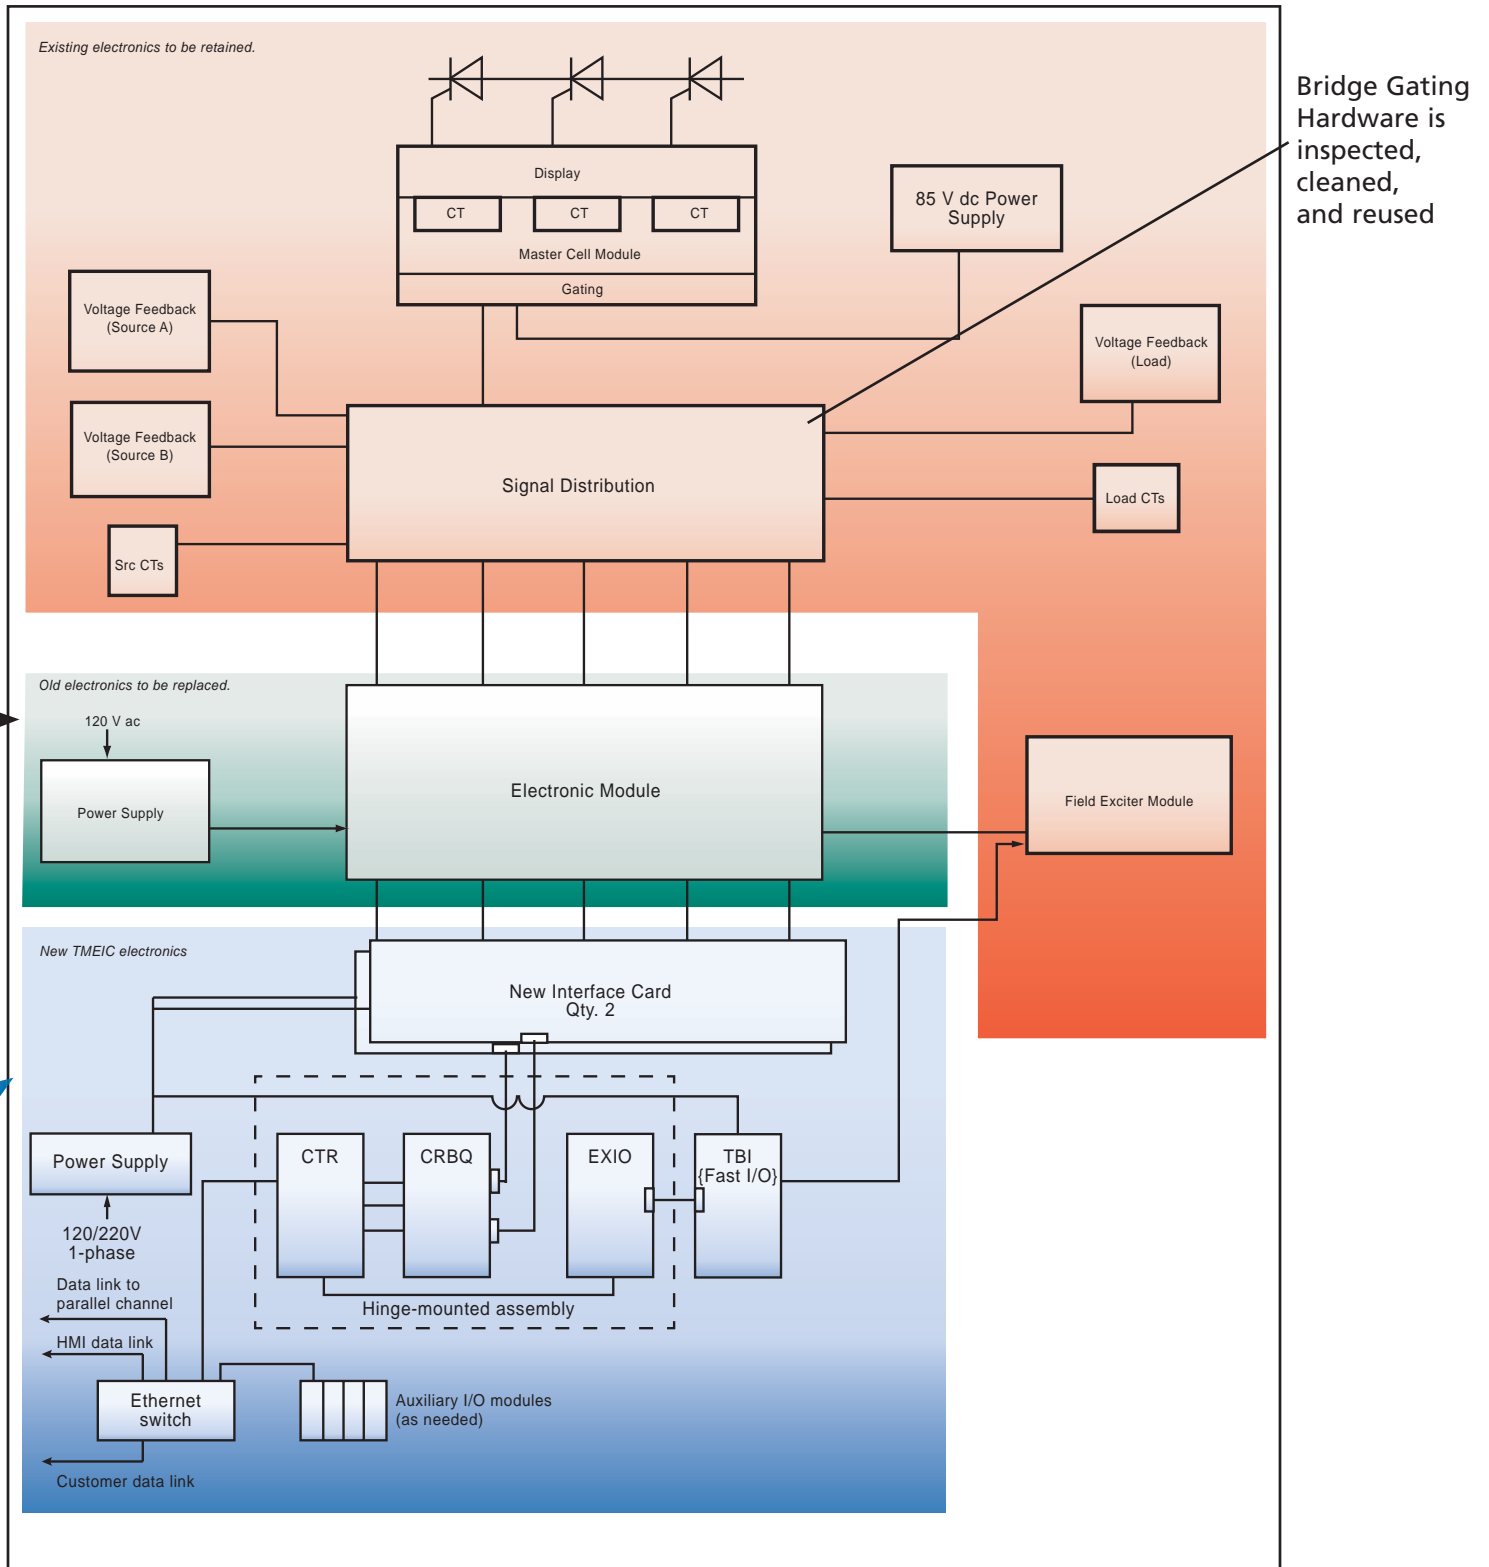 Existing electronics to be retained.
Bridge Gating
Hardware is
inspected,
cleaned,
and reused
Display
CT
CT
CT
Master Cell Module
Gating
85 V dc Power
Supply
Voltage Feedback
(Source A)
Voltage Feedback
(Load)
Voltage Feedback
(Source B)
Signal Distribution
Load CTs
Src CTs
Old electronics to be replaced.
120 V ac
Power Supply
Electronic Module
Field Exciter Module
New TMEIC electronics
New Interface Card
Qty. 2
Power Supply
120/220V
1-phase
CTR
CRBQ
EXIO
TBI
{Fast I/O}
Hinge-mounted assembly
Data link to
parallel channel
HMI data link
Ethernet
switch
Auxiliary I/O modules
(as needed)
Customer data link